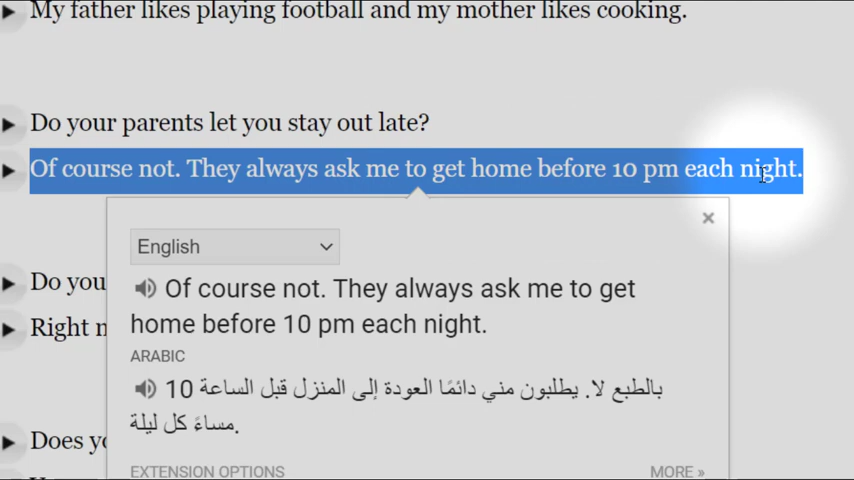 My father likes playing football and my mother likes cooking.
Do your parents let you stay out late?
Of course not. They always ask me to get home before 10 pm each night.
Do you
Right n
Does yo
English
Of course not. They always ask me to get
home before 10 pm each night.
ARABIC
بالطبع لا. يطلبون مني دائمًا العودة إلى المنزل قبل الساعة 10
مساءً كل ليلة.
EXTENSION OPTIONS
MORE »